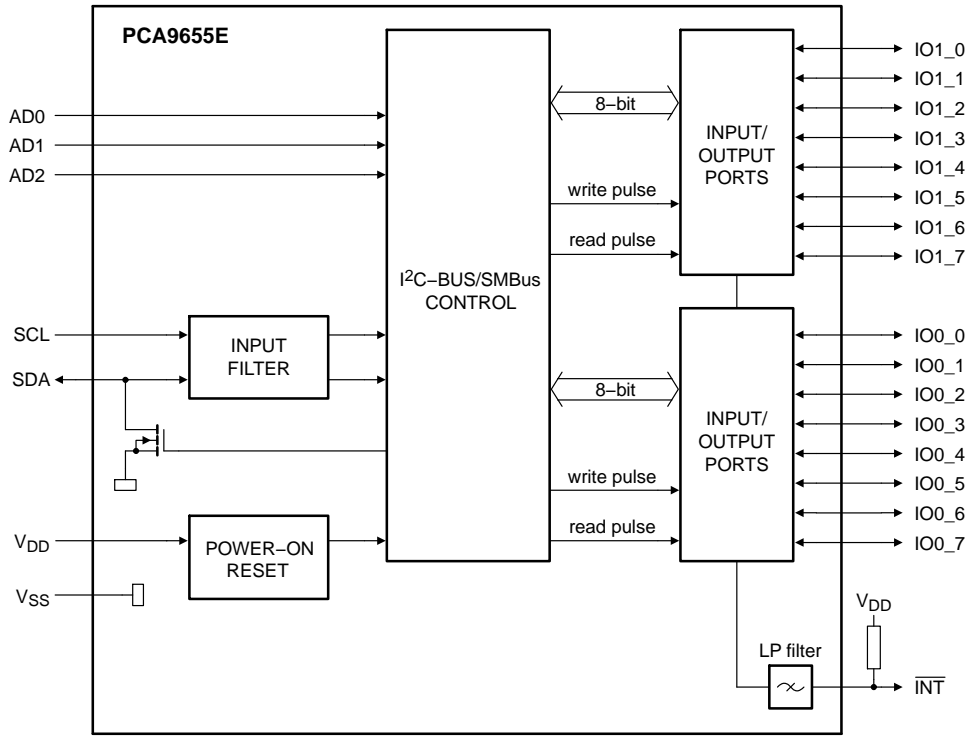 PCA9655E
AD0
AD1
AD2
SCL
SDA
VDD
VSS
INPUT
FILTER
POWER–ON
RESET
I²C–BUS/SMBus
CONTROL
8–bit
write pulse
read pulse
8–bit
write pulse
read pulse
INPUT/
OUTPUT
PORTS
INPUT/
OUTPUT
PORTS
IO1_0
IO1_1
IO1_2
IO1_3
IO1_4
IO1_5
IO1_6
IO1_7
IO0_0
IO0_1
IO0_2
IO0_3
IO0_4
IO0_5
IO0_6
IO0_7
VDD
LP filter
INT